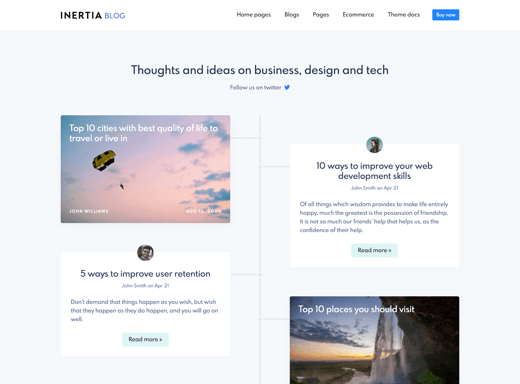 INERTIA BLOG
Home pages Blogs Pages Ecommerce Theme docs Buy now
Thoughts and ideas on business, design and tech
Follow us on twitter
Top 10 cities with best quality of life to
travel or live in
JOHN WILLIAMS AUG 11, 2020
10 ways to improve your web
development skills
John Smith on Apr 21
Of all things which wisdom provides to make life entirely
happy, much the greatest is the possession of friendship.
It is not so much our friends' help that helps us, as the
confidence of their help.
Read more »
5 ways to improve user retention
John Smith on Apr 21
Don't demand that things happen as you wish, but wish
that they happen as they do happen, and you will go on
well.
Read more »
Top 10 places you should visit